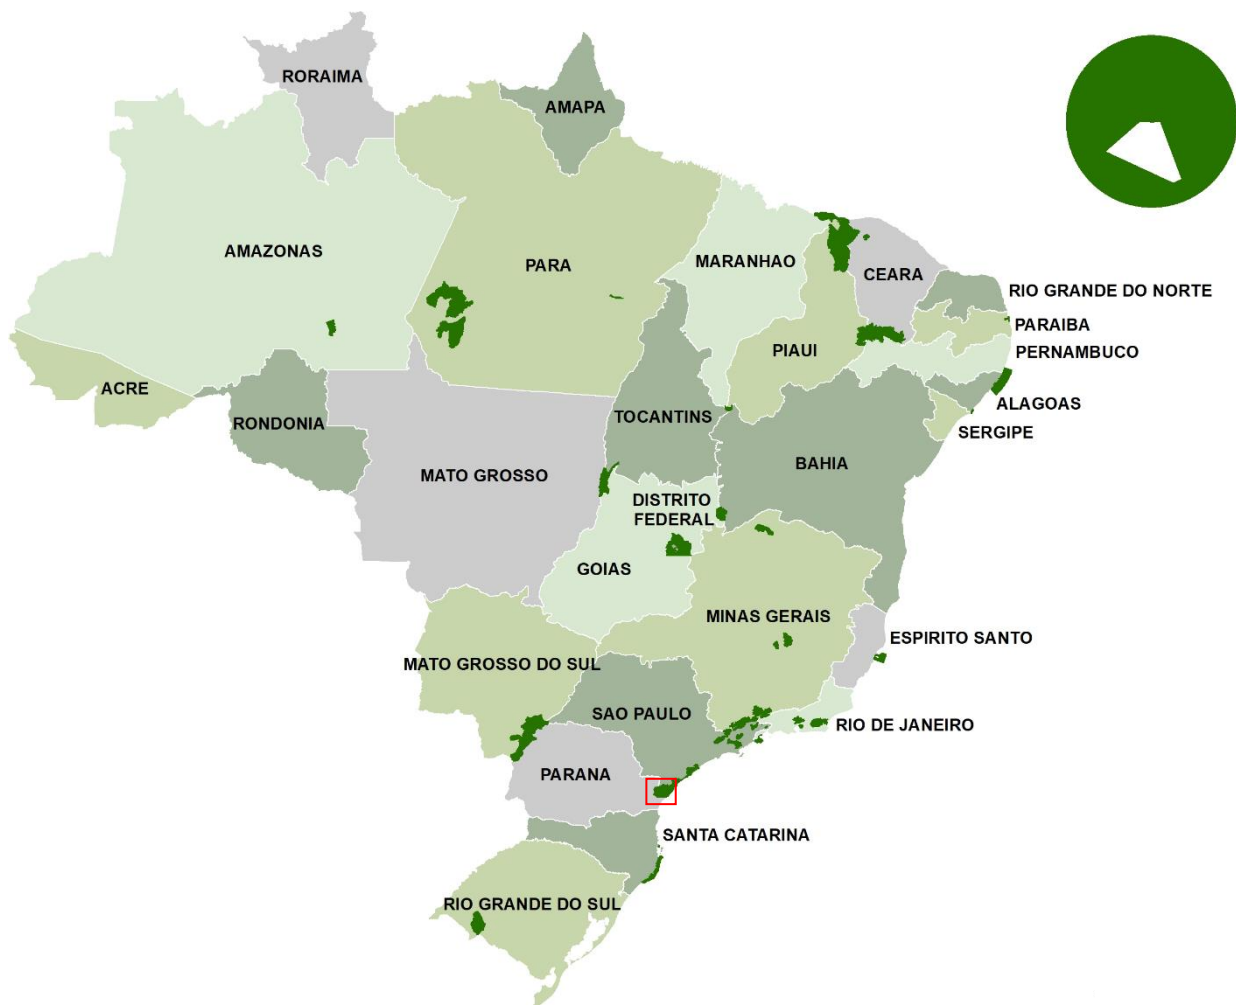 RORAIMA
AMAPA
AMAZONAS
PARA
MARANHAO
CEARA
RIO GRANDE DO NORTE
PARAIBA
PIAUI
PERNAMBUCO
ACRE
ALAGOAS
TOCANTINS
RONDONIA
SERGIPE
BAHIA
MATO GROSSO
DISTRITO
FEDERAL
GOIAS
MINAS GERAIS
ESPIRITO SANTO
MATO GROSSO DO SUL
SAO PAULO
RIO DE JANEIRO
PARANA
SANTA CATARINA
RIO GRANDE DO SUL